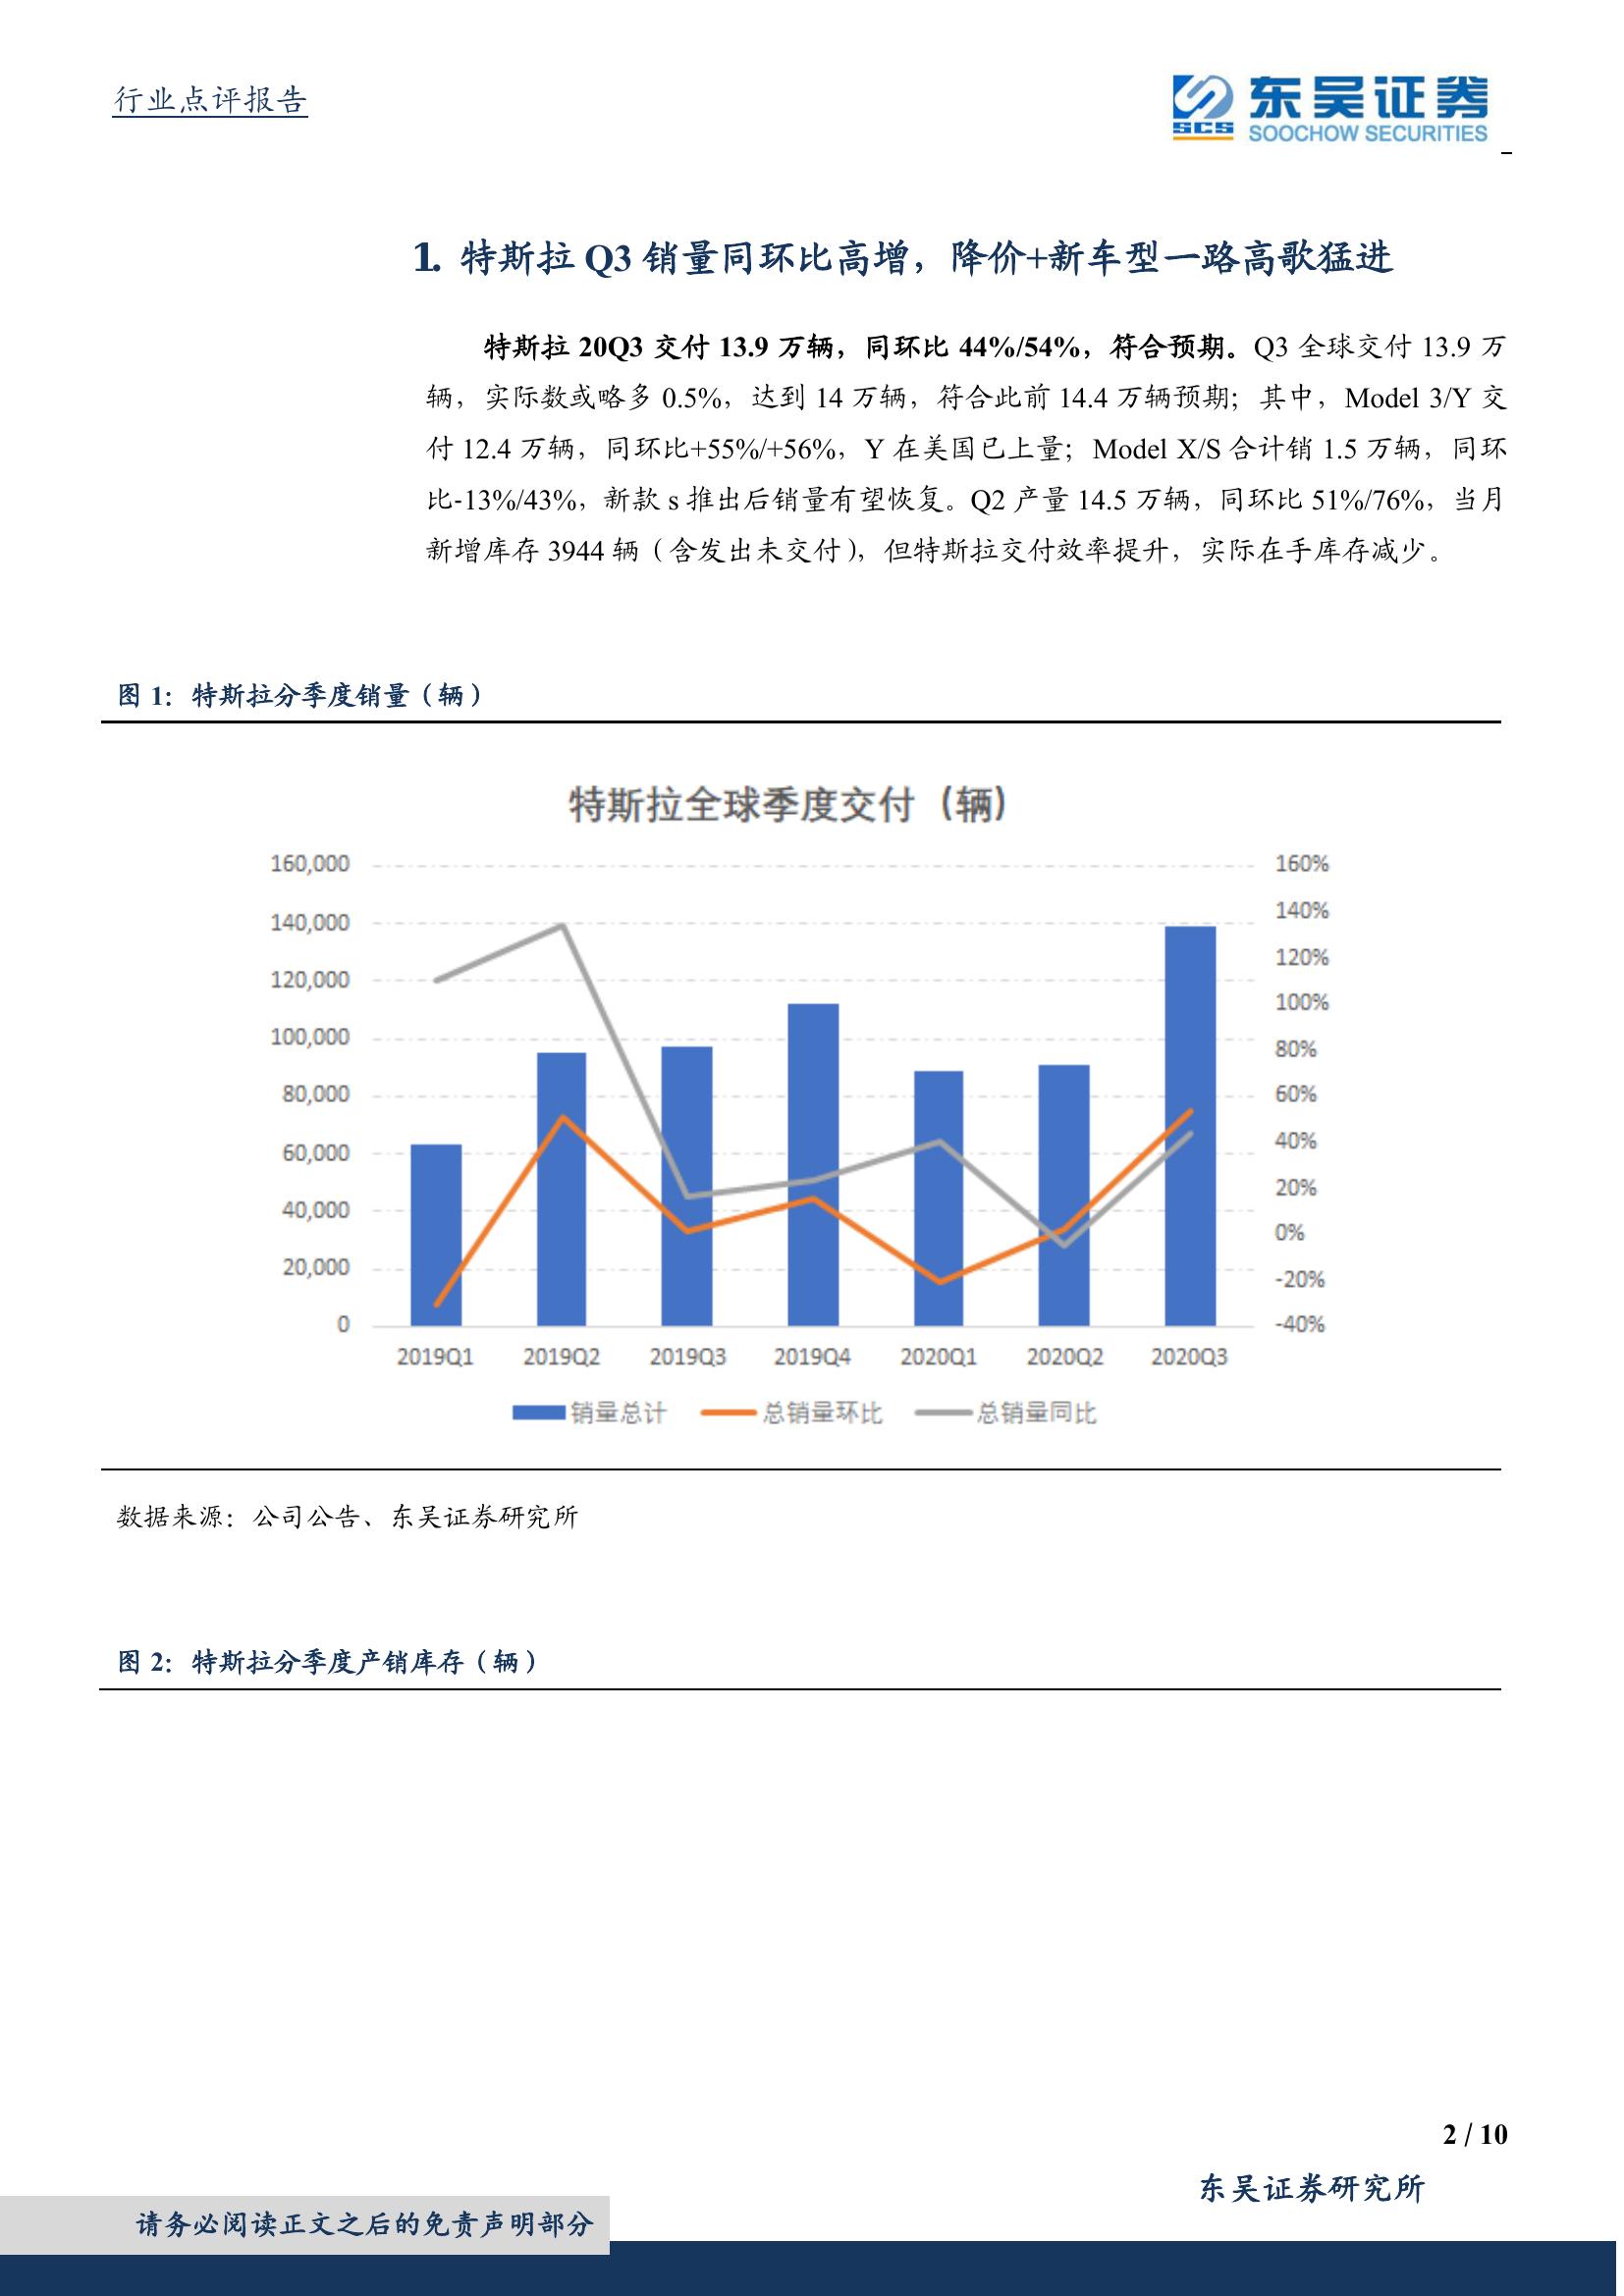 行业点评报告
SCS
东吴证券
SOOCHOW SECURITIES
1. 特斯拉 Q3 销量同环比高增，降价+新车型一路高歌猛进
特斯拉 20Q3 交付 13.9 万辆，同环比 44%/54%，符合预期。Q3 全球交付 13.9 万
辆，实际数或略多 0.5%，达到 14 万辆，符合此前 14.4 万辆预期；其中，Model 3/Y 交
付 12.4 万辆，同环比+55%/+56%，Y 在美国已上量；Model X/S 合计销 1.5 万辆，同环
比-13%/43%，新款 s 推出后销量有望恢复。Q2 产量 14.5 万辆，同环比 51%/76%，当月
新增库存 3944 辆（含发出未交付），但特斯拉交付效率提升，实际在手库存减少。
图 1：特斯拉分季度销量（辆）
特斯拉全球季度交付（辆）
160,000 160%
140,000 140%
120%
120,000
100%
100,000
80%
80,000 60%
60,000 40%
40,000 20%
0%
20,000 -20%
0 -40%
2019Q1 2019Q2 2019Q3 2019Q4 2020Q1 2020Q2 2020Q3
销量总计 总销量环比 总销量同比
数据来源：公司公告、东吴证券研究所
图 2：特斯拉分季度产销库存（辆）
2 / 10
东吴证券研究所
请务必阅读正文之后的免责声明部分